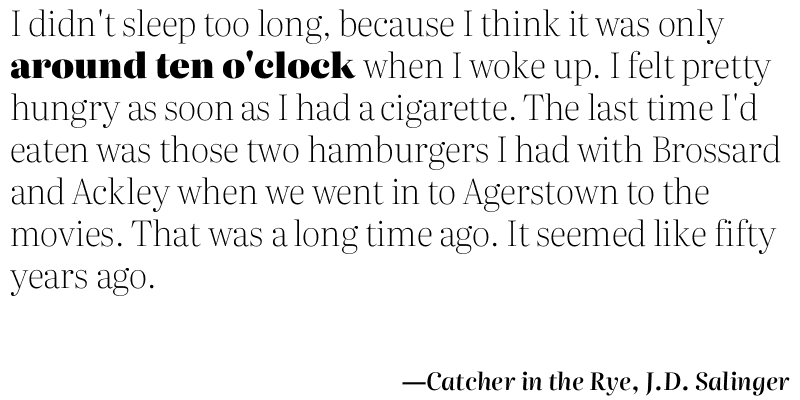 I didn't sleep too long, because I think it was only
around ten o'clock when I woke up. I felt pretty
hungry as soon as I had a cigarette. The last time I'd
eaten was those two hamburgers I had with Brossard
and Ackley when we went in to Agerstown to the
movies. That was a long time ago. It seemed like fifty
years ago.
—Catcher in the Rye, J.D. Salinger